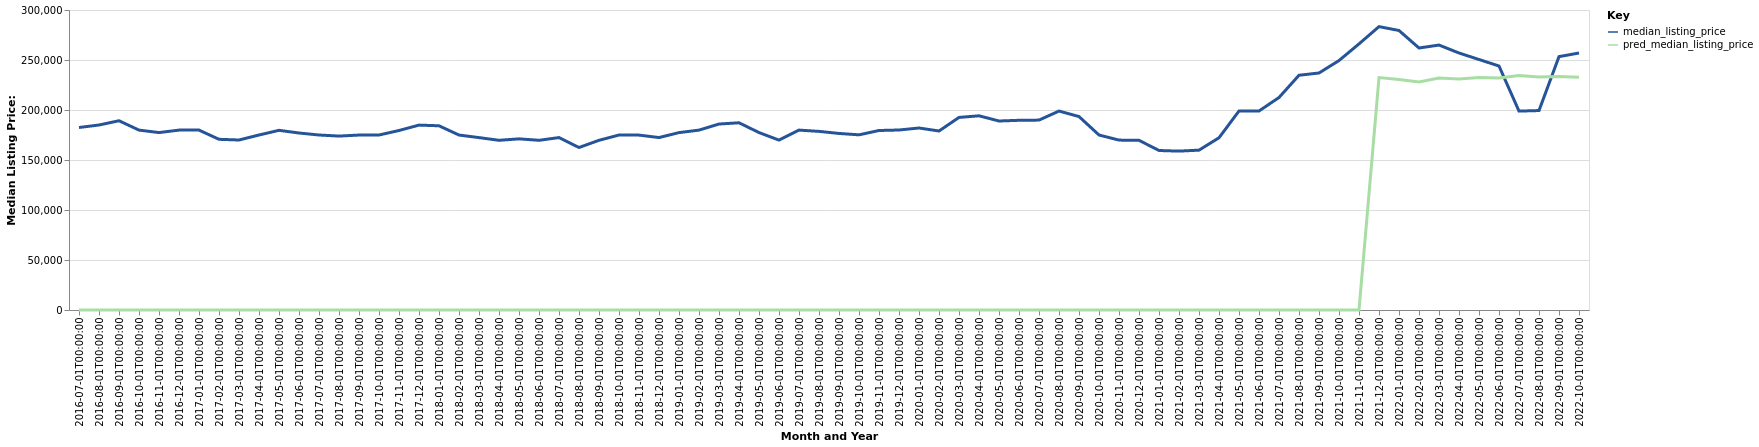 300,000
250,000
200,000
150,000
100,000
50,000
0
Median Listing Price:
2016-07-01T00:00:00
2016-08-01T00:00:00
2016-09-01T00:00:00
2016-10-01T00:00:00
2016-11-01T00:00:00
2016-12-01T00:00:00
2017-01-01T00:00:00
2017-02-01T00:00:00
2017-03-01T00:00:00
2017-04-01T00:00:00
2017-05-01T00:00:00
2017-06-01T00:00:00
2017-07-01T00:00:00
2017-08-01T00:00:00
2017-09-01T00:00:00
2017-10-01T00:00:00
2017-11-01T00:00:00
2017-12-01T00:00:00
2018-01-01T00:00:00
2018-02-01T00:00:00
2018-03-01T00:00:00
2018-04-01T00:00:00
2018-05-01T00:00:00
2018-06-01T00:00:00
2018-07-01T00:00:00
2018-08-01T00:00:00
2018-09-01T00:00:00
2018-10-01T00:00:00
2018-11-01T00:00:00
2018-12-01T00:00:00
2019-01-01T00:00:00
2019-02-01T00:00:00
2019-03-01T00:00:00
2019-04-01T00:00:00
2019-05-01T00:00:00
2019-06-01T00:00:00
2019-07-01T00:00:00
2019-08-01T00:00:00
2019-09-01T00:00:00
2019-10-01T00:00:00
2019-11-01T00:00:00
2019-12-01T00:00:00
2020-01-01T00:00:00
2020-02-01T00:00:00
2020-03-01T00:00:00
2020-04-01T00:00:00
2020-05-01T00:00:00
2020-06-01T00:00:00
2020-07-01T00:00:00
2020-08-01T00:00:00
2020-09-01T00:00:00
2020-10-01T00:00:00
2020-11-01T00:00:00
2020-12-01T00:00:00
2021-01-01T00:00:00
2021-02-01T00:00:00
2021-03-01T00:00:00
2021-04-01T00:00:00
2021-05-01T00:00:00
2021-06-01T00:00:00
2021-07-01T00:00:00
2021-08-01T00:00:00
2021-09-01T00:00:00
2021-10-01T00:00:00
2021-11-01T00:00:00
2021-12-01T00:00:00
2022-01-01T00:00:00
2022-02-01T00:00:00
2022-03-01T00:00:00
2022-04-01T00:00:00
2022-05-01T00:00:00
2022-06-01T00:00:00
2022-07-01T00:00:00
2022-08-01T00:00:00
2022-09-01T00:00:00
2022-10-01T00:00:00
Month and Year
Key
median_listing_price
pred_median_listing_price